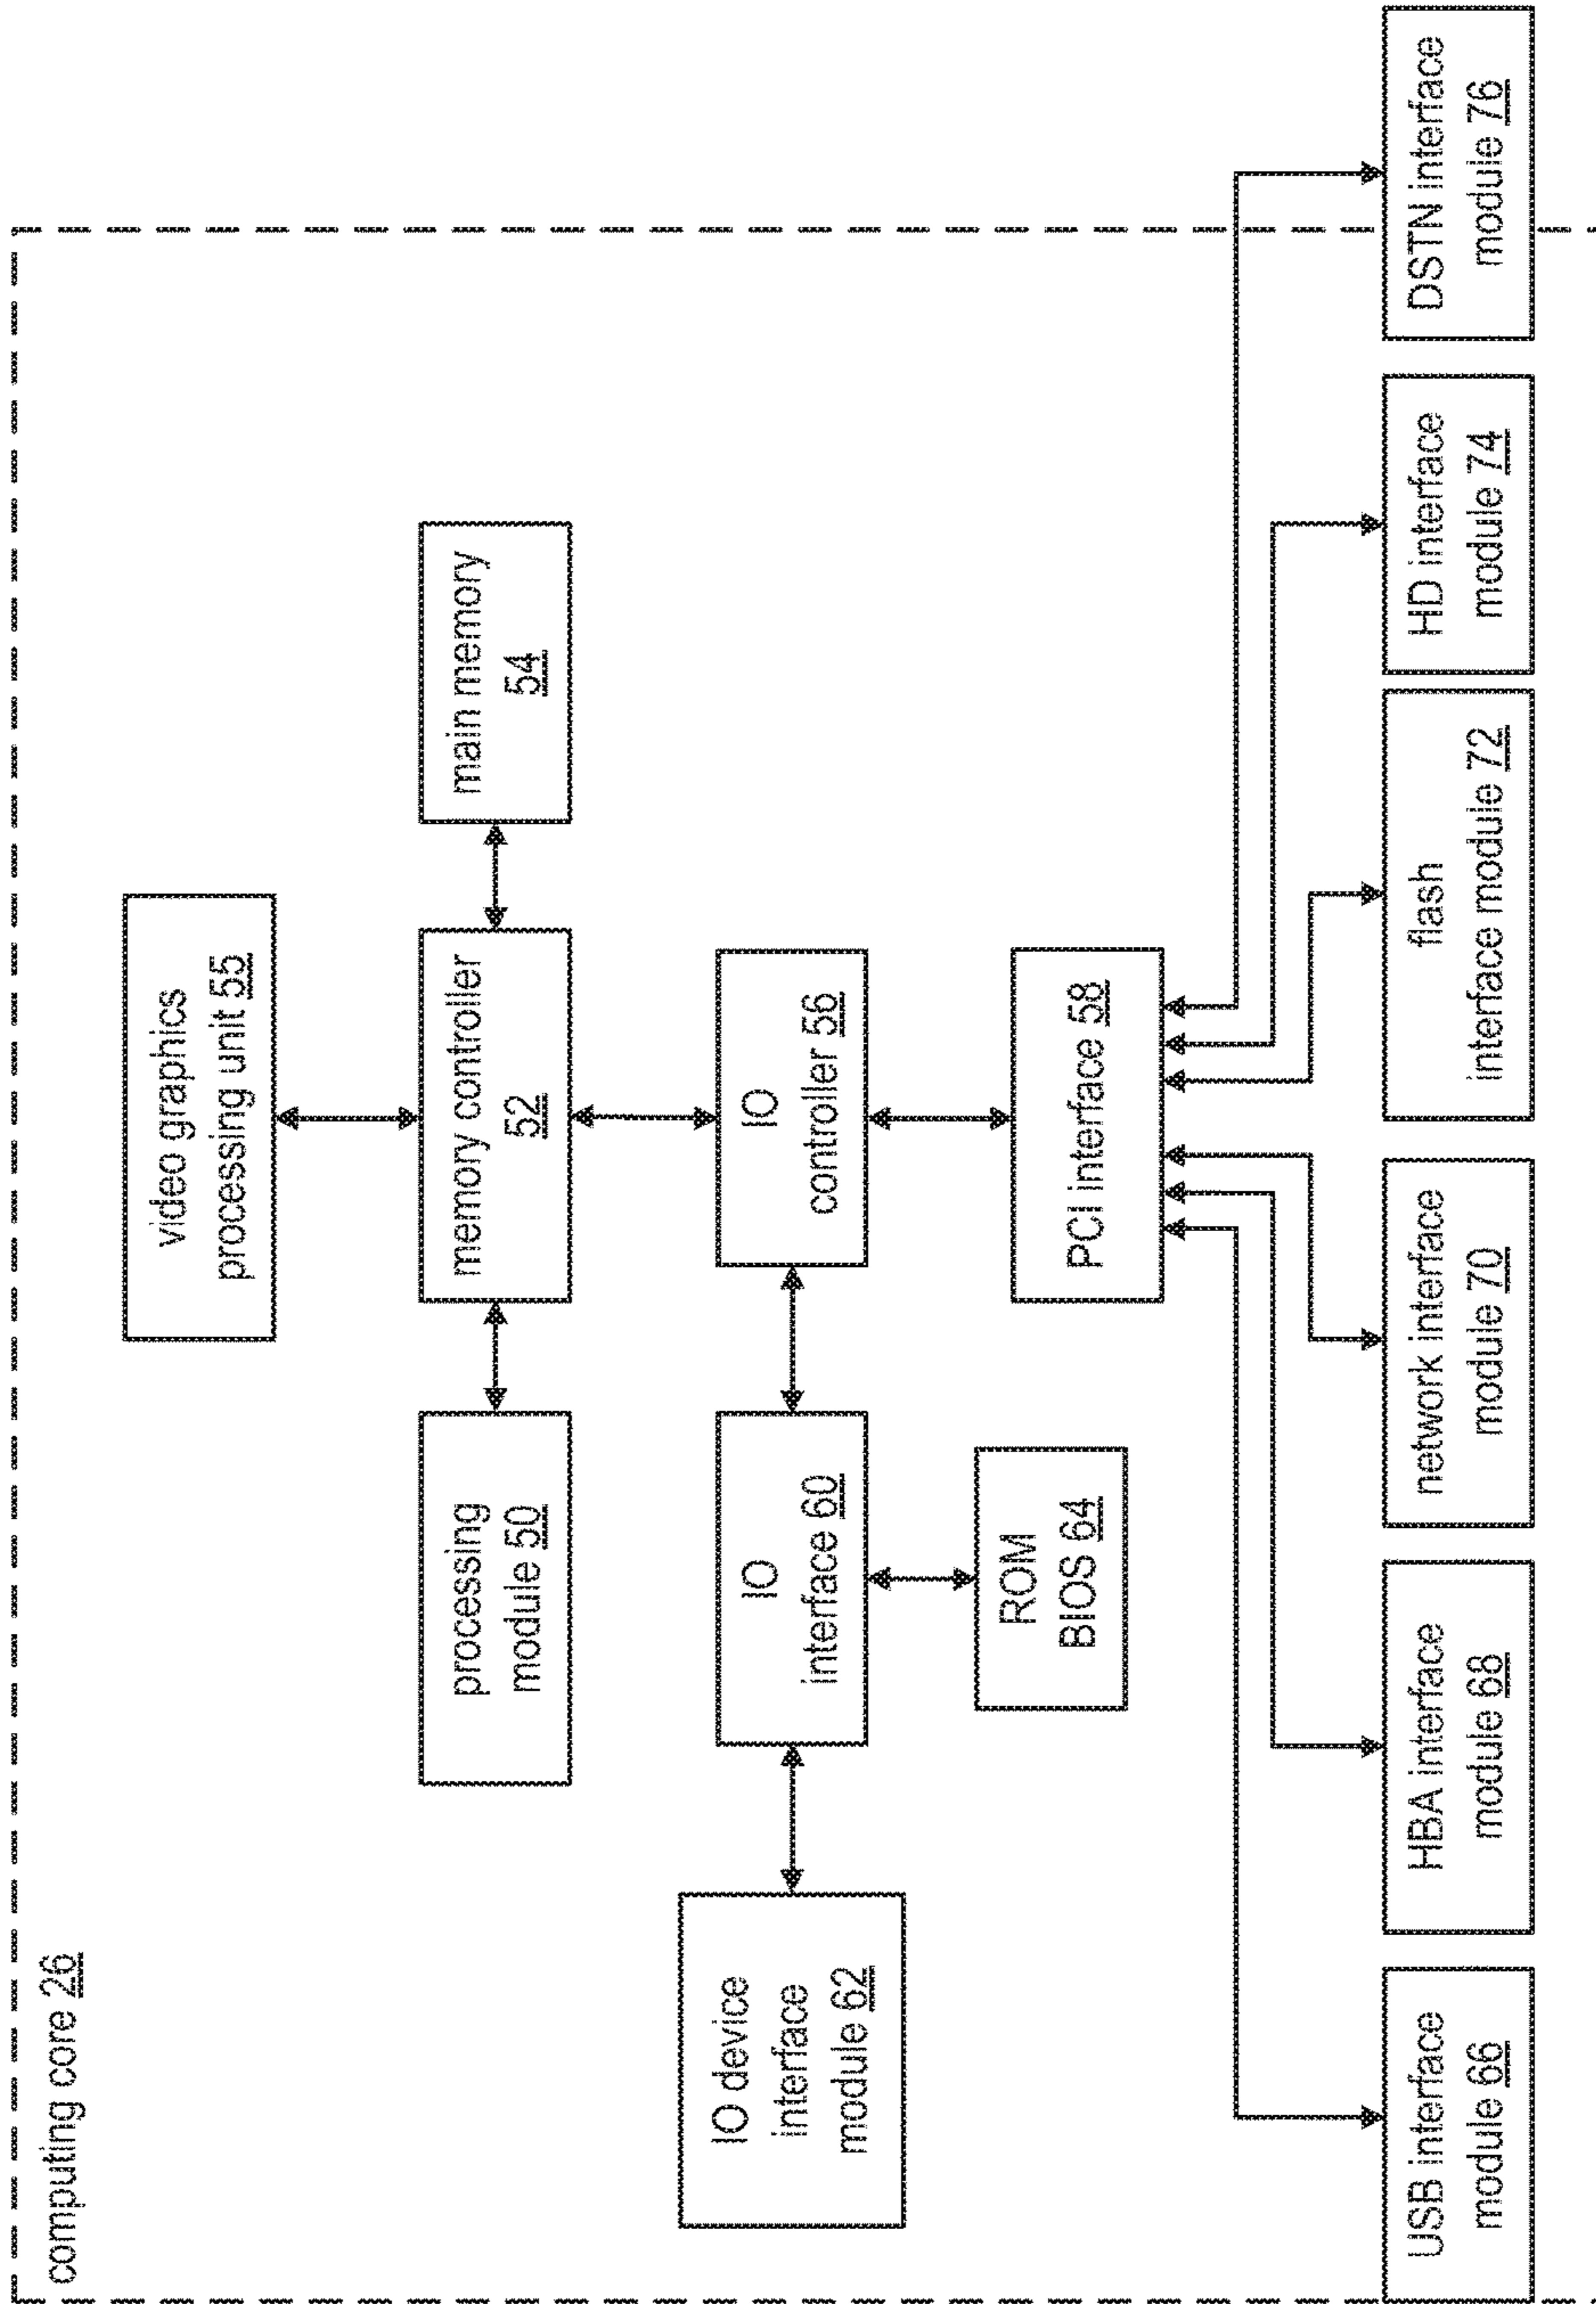 computing core 26
video graphics
processing unit 55
processing
module 50
memory controller
52
main memory
54
IO device
interface
module 62
IO
interface 60
IO
controller 56
ROM
BIOS 64
PCI interface 58
USB interface
module 66
HBA interface
module 68
network interface
module 70
flash
interface module 72
HD interface
module 74
DSTN interface
module 76